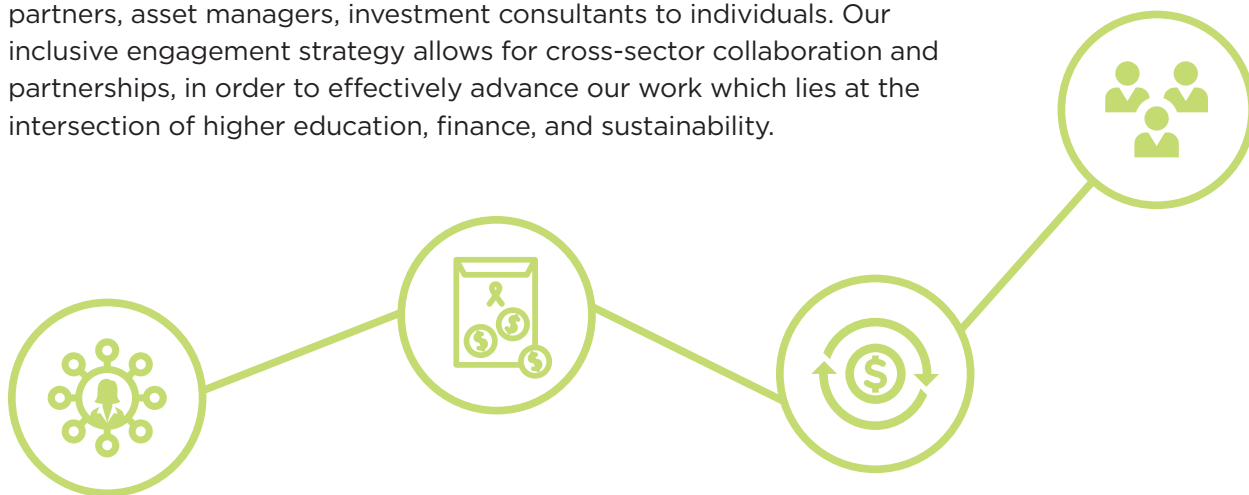 partners, asset managers, investment consultants to individuals. Our
inclusive engagement strategy allows for cross-sector collaboration and
partnerships, in order to effectively advance our work which lies at the
intersection of higher education, finance, and sustainability.
$
$
$
$